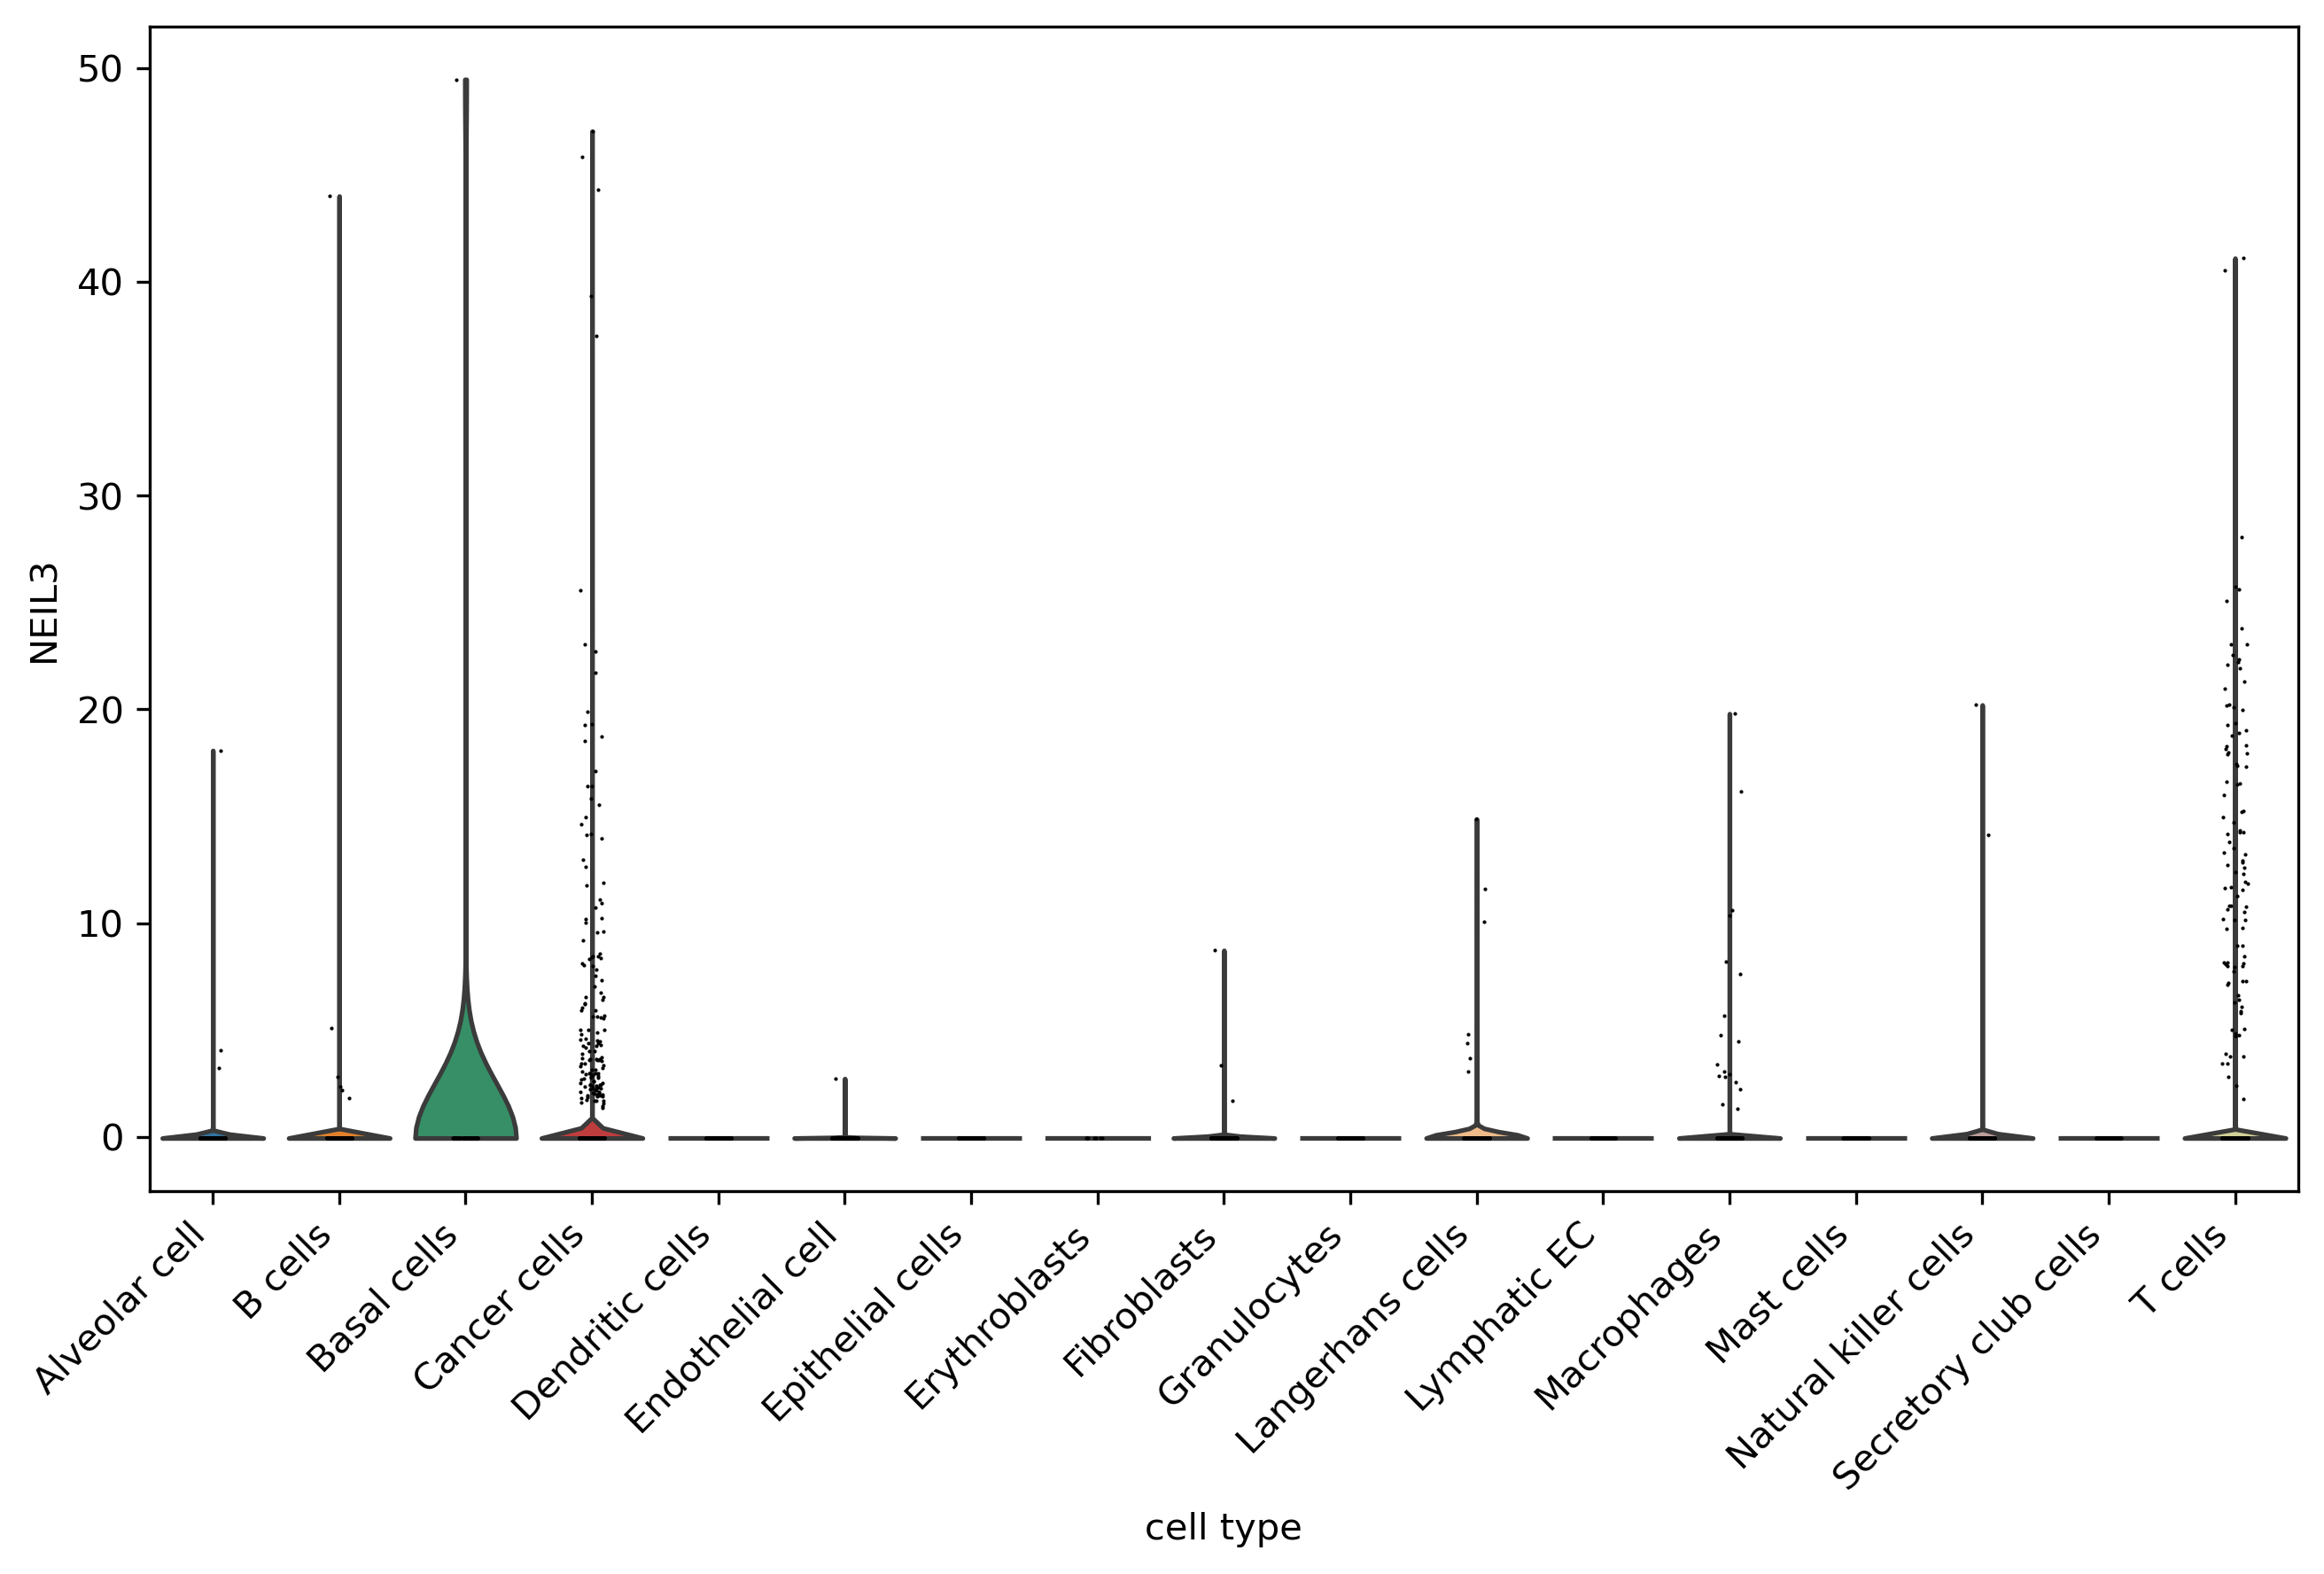 NEIL3
50
40
30
20
10
0
Alveolar cell
B cells
Basal cells
Cancer cells
Dendritic cells
Endothelial cell
Epithelial cells
Erythroblasts
Fibroblasts
Granulocytes
Langerhans cells
Lymphatic EC
Macrophages
Mast cells
Natural killer cells
Secretory club cells
T cells
cell type